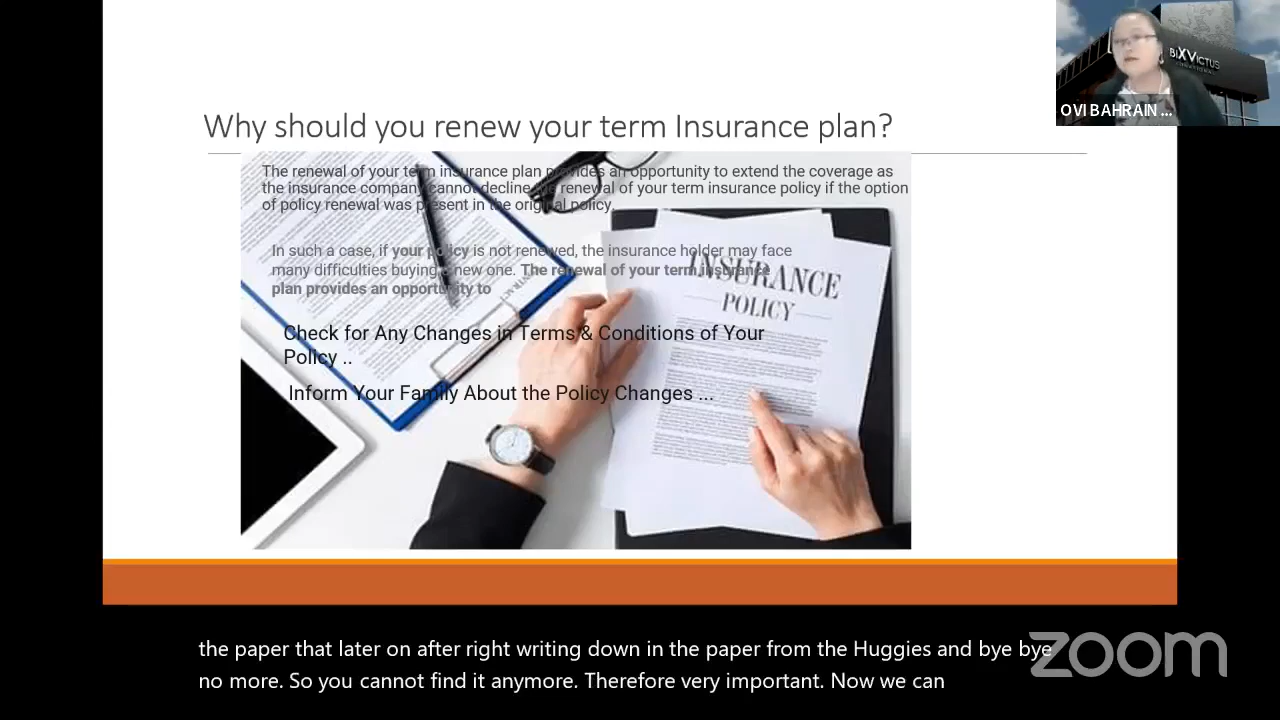 Why should you renew your term Insurance plan?
The renewal of your term insurance plan provides an opportunity to extend the coverage as
the insurance company cannot decline the renewal of your term insurance policy if the option
of policy renewal was present in the original policy.
In such a case, if your policy is not renewed, the insurance holder may face
many difficulties buying a new one. The renewal of your term insurance
plan provides an opportunity to
INSURANCE
POLICY
Check for Any Changes in Terms & Conditions of Your
Policy ..
Inform Your Family About the Policy Changes ...
BIXVICTUS
OVI BAHRAIN ...
the paper that later on after right writing down in the paper from the Huggies and bye bye
no more. So you cannot find it anymore. Therefore very important. Now we can
zoom